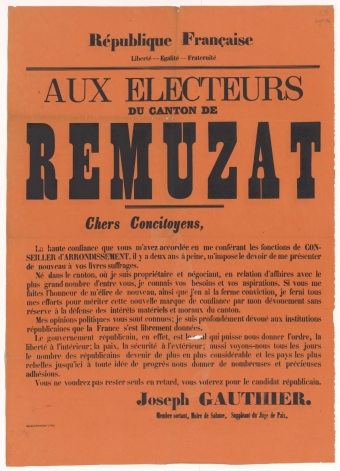 République Française
Liberté — Egalité — Fraternité
AUX ELECTEURS
DU CANTON DE
REMUZAT
Chers Concitoyens,
La haute confiance que vous m'avez accordée en me conférant les fonctions de CON-
SEILLER d'ARRONDISSEMENT, il y a deux ans à peine, m'impose le devoir de me présenter
de nouveau à vos livres suffrages.
Né dans le canton, où je suis propriétaire et négociant, en relation d'affaires avec le
plus grand nombre d'entre vous, je connais vos besoins et vos aspirations. Si vous me
faites l'honneur de m'élire de nouveau, ainsi que j'en ai la ferme conviction, je ferai tous
mes efforts pour mériter cette nouvelle marque de confiance par mon dévouement sans
réserve à la défense des intérêts matériels et moraux du canton.
Mes opinions politiques vous sont connues; je suis profondément dévoué aux institutions
républicaines que la France s'est librement données.
Le gouvernement républicain, en effet, est le seul qui puisse nous donner l'ordre, la
liberté à l'intérieur; la paix, la sécurité à l'extérieur; aussi voyons-nous tous les jours
le nombre des républicains devenir de plus en plus considérable et les pays les plus
rebelles jusqu'ici à toute idée de progrès nous donner de nombreuses et précieuses
adhésions.
Vous ne voudrez pas rester seuls en retard, vous voterez pour le candidat républicain.
Joseph GAUTHIER.
Membre sortant, Maire de Sahune, Suppléant du Juge de Paix.